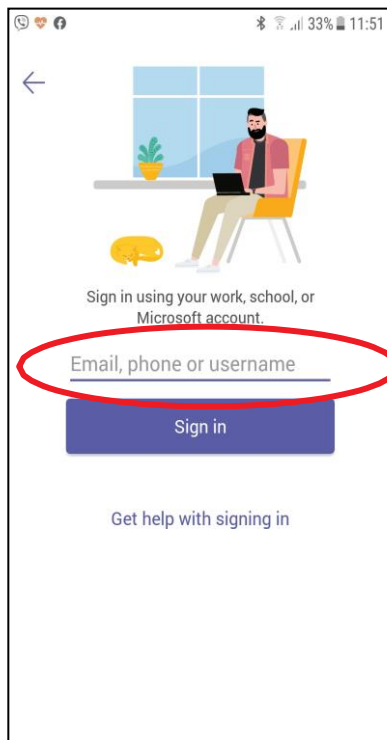 33% 11:51
Sign in using your work, school, or
Microsoft account.
Email, phone or username
Sign in
Get help with signing in